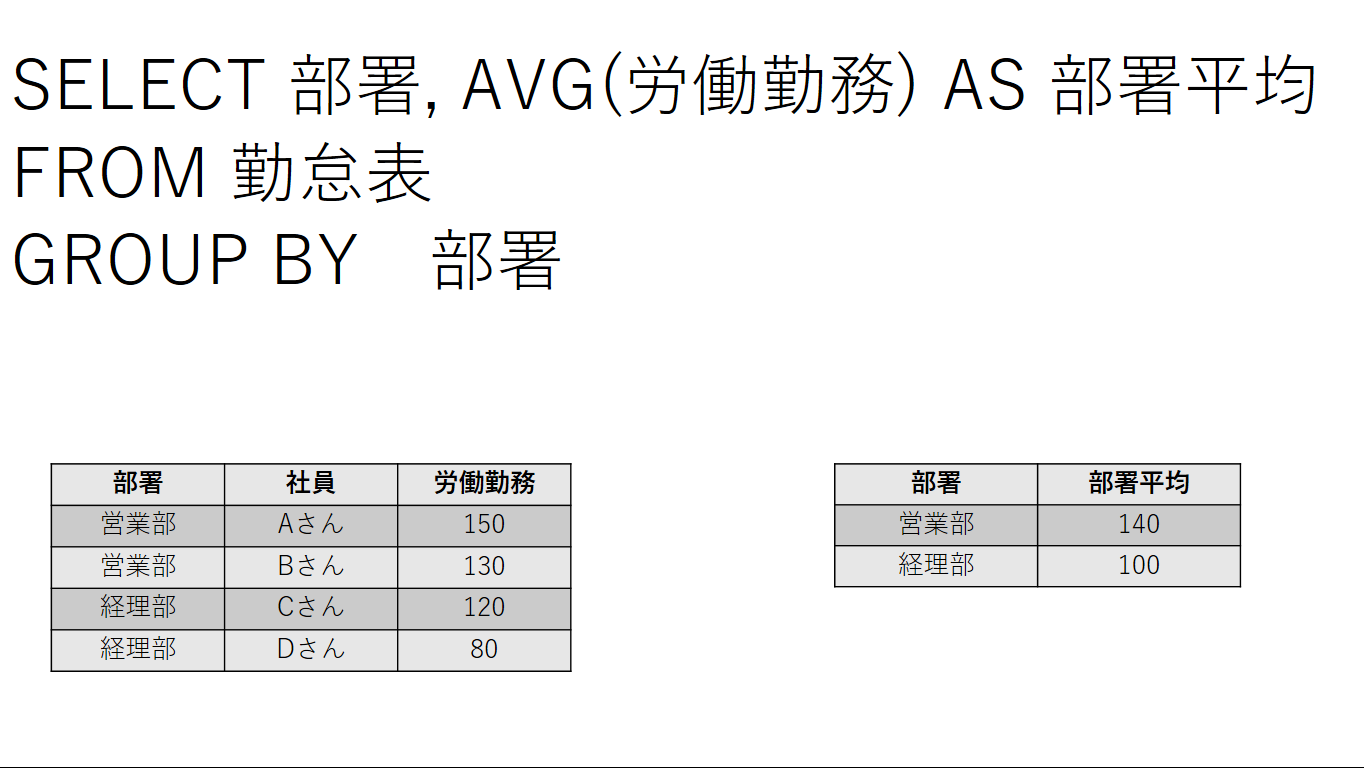 SELECT 部署, AVG(労働勤務) AS 部署平均
FROM 勤怠表
GROUP BY　部署
部署 社員 労働勤務
営業部 Aさん 150
営業部 Bさん 130
経理部 Cさん 120
経理部 Dさん 80
部署 部署平均
営業部 140
経理部 100